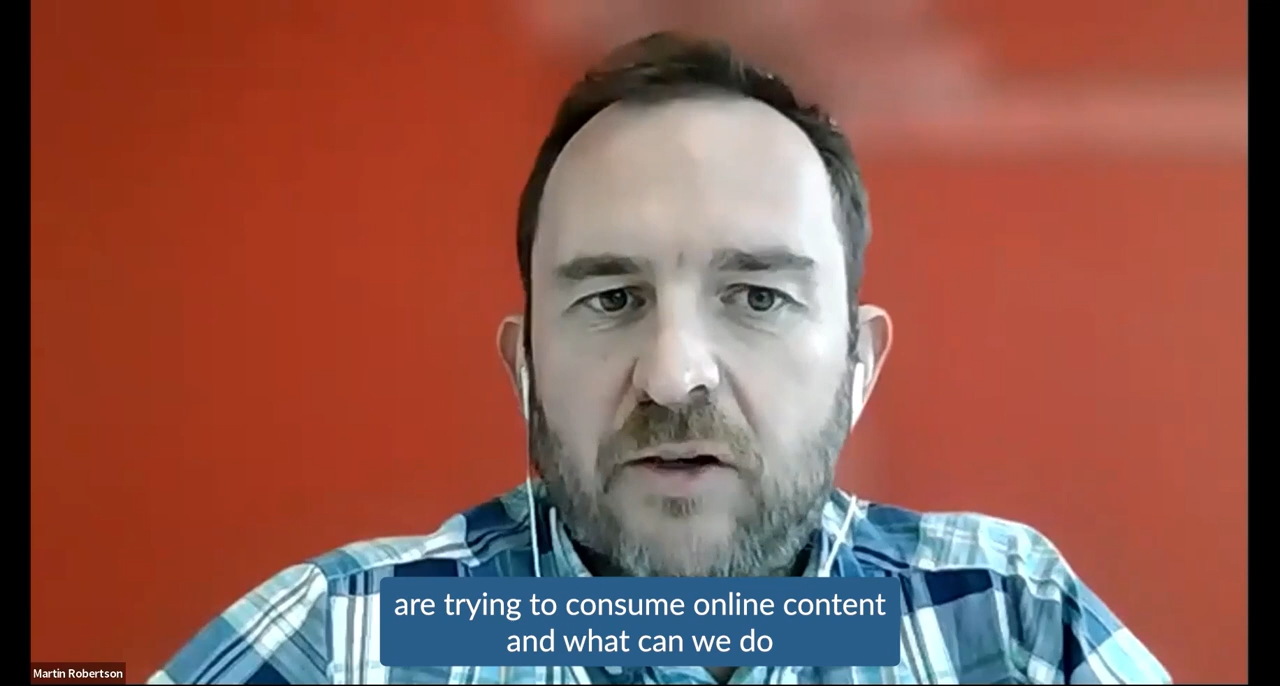 are trying to consume online content
and what can we do
Martin Robertson